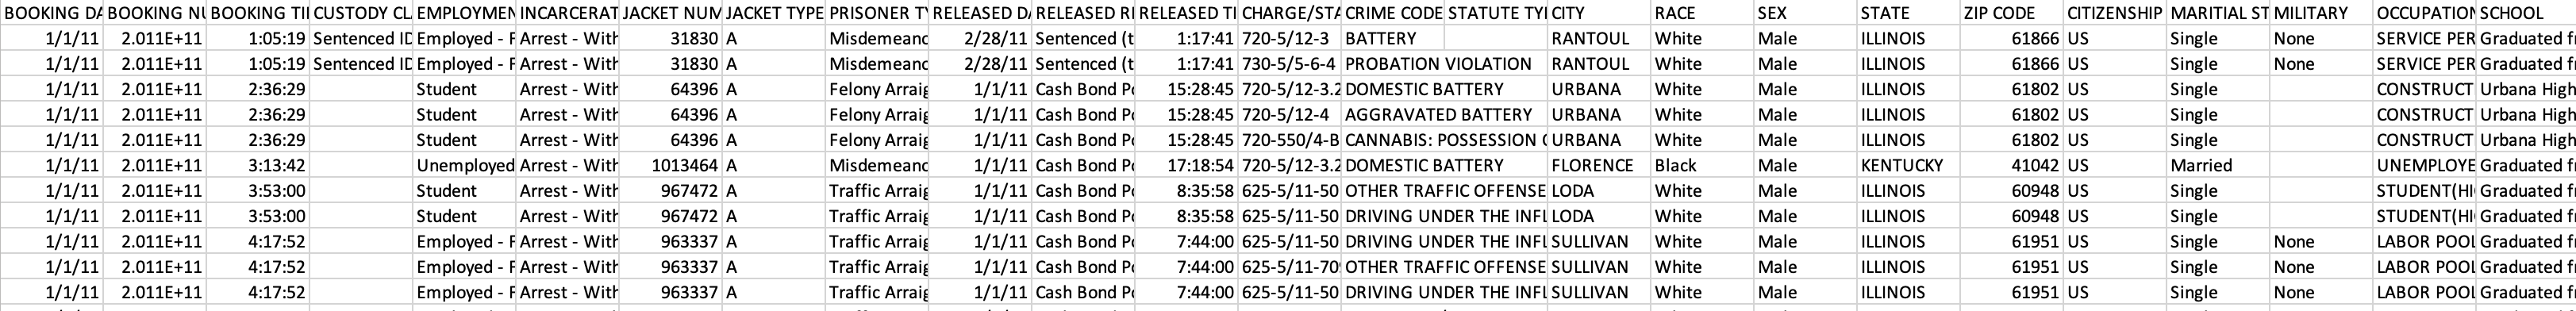 BOOKING DA BOOKING NU BOOKING TII CUSTODY CL EMPLOYMEN INCARCERAT JACKET NUM JACKET TYPE PRISONER TY RELEASED DA RELEASED RE RELEASED TI CHARGE/STA CRIME CODE STATUTE TYI CITY RACE SEX STATE ZIP CODE CITIZENSHIP MARITIAL ST MILITARY OCCUPATION SCHOOL
1/1/11 2.011E+11 1:05:19 Sentenced ID Employed - F Arrest - With 31830 A Misdemeanc 2/28/11 Sentenced (t 1:17:41 720-5/12-3 BATTERY RANTOUL White Male ILLINOIS 61866 US Single None SERVICE PER Graduated fr
1/1/11 2.011E+11 1:05:19 Sentenced ID Employed - F Arrest - With 31830 A Misdemeanc 2/28/11 Sentenced (t 1:17:41 730-5/5-6-4 PROBATION VIOLATION RANTOUL White Male ILLINOIS 61866 US Single None SERVICE PER Graduated fr
1/1/11 2.011E+11 2:36:29 Student Arrest - With 64396 A Felony Arraig 1/1/11 Cash Bond Po 15:28:45 720-5/12-3.2 DOMESTIC BATTERY URBANA White Male ILLINOIS 61802 US Single CONSTRUCT Urbana High
1/1/11 2.011E+11 2:36:29 Student Arrest - With 64396 A Felony Arraig 1/1/11 Cash Bond Po 15:28:45 720-5/12-4 AGGRAVATED BATTERY URBANA White Male ILLINOIS 61802 US Single CONSTRUCT Urbana High
1/1/11 2.011E+11 2:36:29 Student Arrest - With 64396 A Felony Arraig 1/1/11 Cash Bond Po 15:28:45 720-550/4-B CANNABIS: POSSESSION URBANA White Male ILLINOIS 61802 US Single CONSTRUCT Urbana High
1/1/11 2.011E+11 3:13:42 Unemployed Arrest - With 1013464 A Misdemeanc 1/1/11 Cash Bond Po 17:18:54 720-5/12-3.2 DOMESTIC BATTERY FLORENCE Black Male KENTUCKY 41042 US Married UNEMPLOYE Graduated fr
1/1/11 2.011E+11 3:53:00 Student Arrest - With 967472 A Traffic Arraig 1/1/11 Cash Bond Po 8:35:58 625-5/11-50 OTHER TRAFFIC OFFENSE LODA White Male ILLINOIS 60948 US Single STUDENT(HI Graduated fr
1/1/11 2.011E+11 3:53:00 Student Arrest - With 967472 A Traffic Arraig 1/1/11 Cash Bond Po 8:35:58 625-5/11-50 DRIVING UNDER THE INFL LODA White Male ILLINOIS 60948 US Single STUDENT(HI Graduated fr
1/1/11 2.011E+11 4:17:52 Employed - F Arrest - With 963337 A Traffic Arraig 1/1/11 Cash Bond Po 7:44:00 625-5/11-50 DRIVING UNDER THE INFL SULLIVAN White Male ILLINOIS 61951 US Single None LABOR POOL Graduated fr
1/1/11 2.011E+11 4:17:52 Employed - F Arrest - With 963337 A Traffic Arraig 1/1/11 Cash Bond Po 7:44:00 625-5/11-709 OTHER TRAFFIC OFFENSE SULLIVAN White Male ILLINOIS 61951 US Single None LABOR POOL Graduated fr
1/1/11 2.011E+11 4:17:52 Employed - F Arrest - With 963337 A Traffic Arraig 1/1/11 Cash Bond Po 7:44:00 625-5/11-50 DRIVING UNDER THE INFL SULLIVAN White Male ILLINOIS 61951 US Single None LABOR POOL Graduated fr